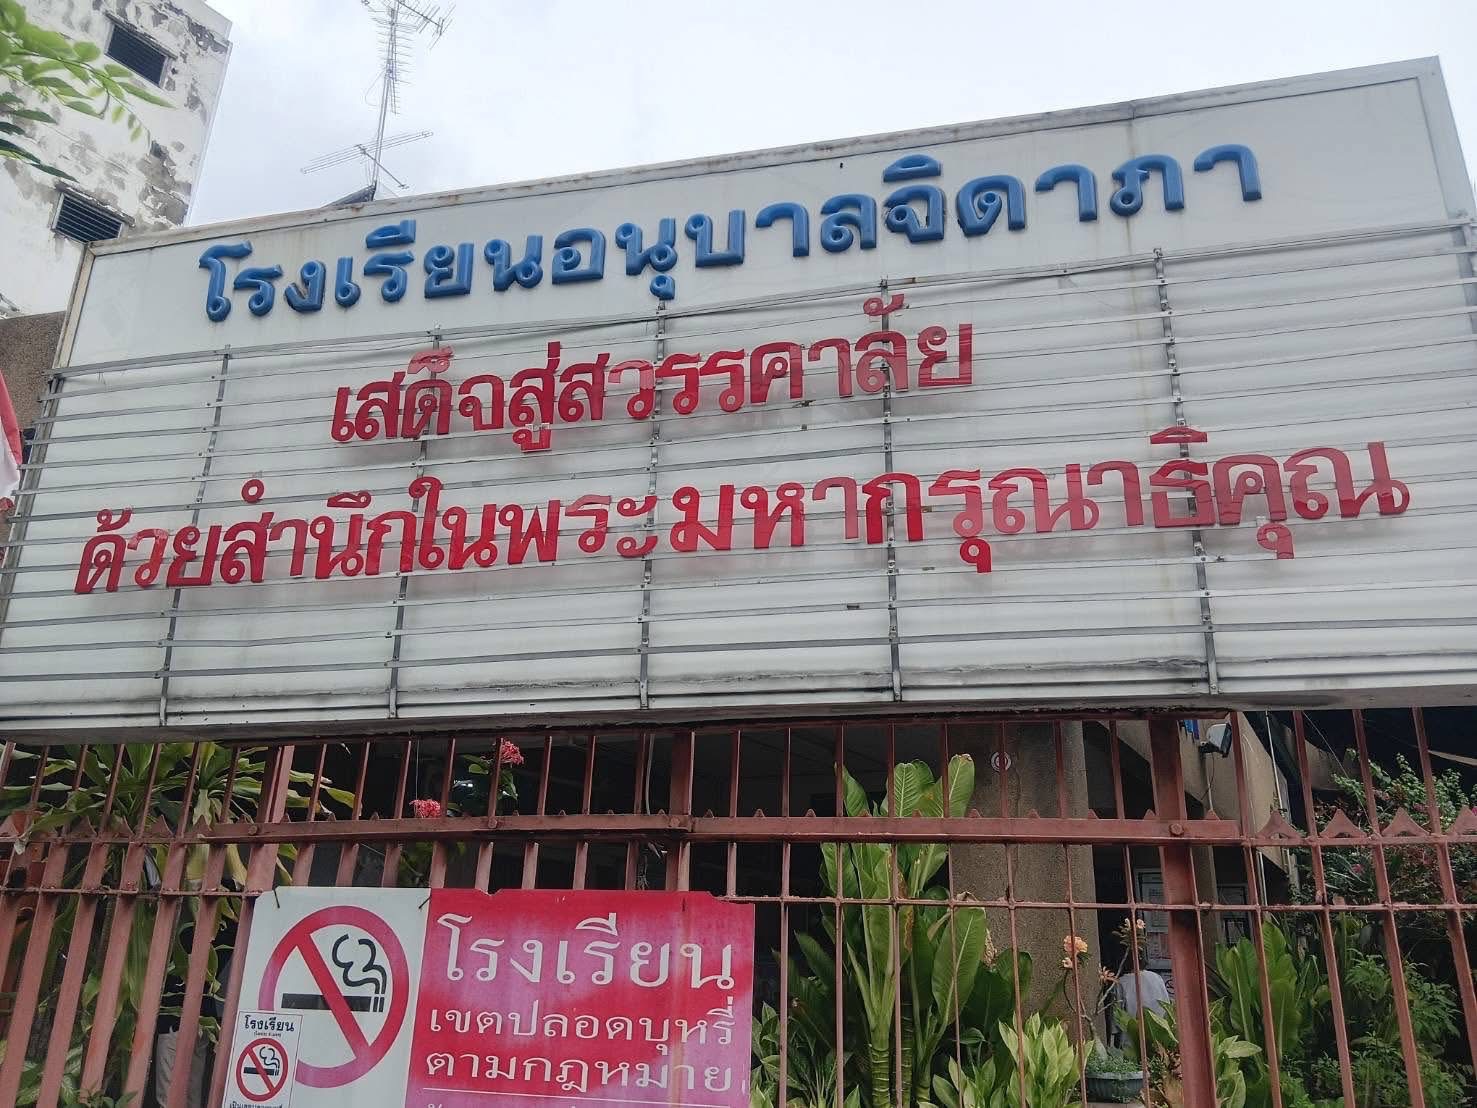 โรงเรียนอนุบาลจิดาภา
เสด็จสู่สวรรคาลัย
ด้วยสำนึกในพระมหากรุณาธิคุณ
โรงเรียน
เขตปลอดบุหรี่
ตามกฎหมาย
โรงเรียน